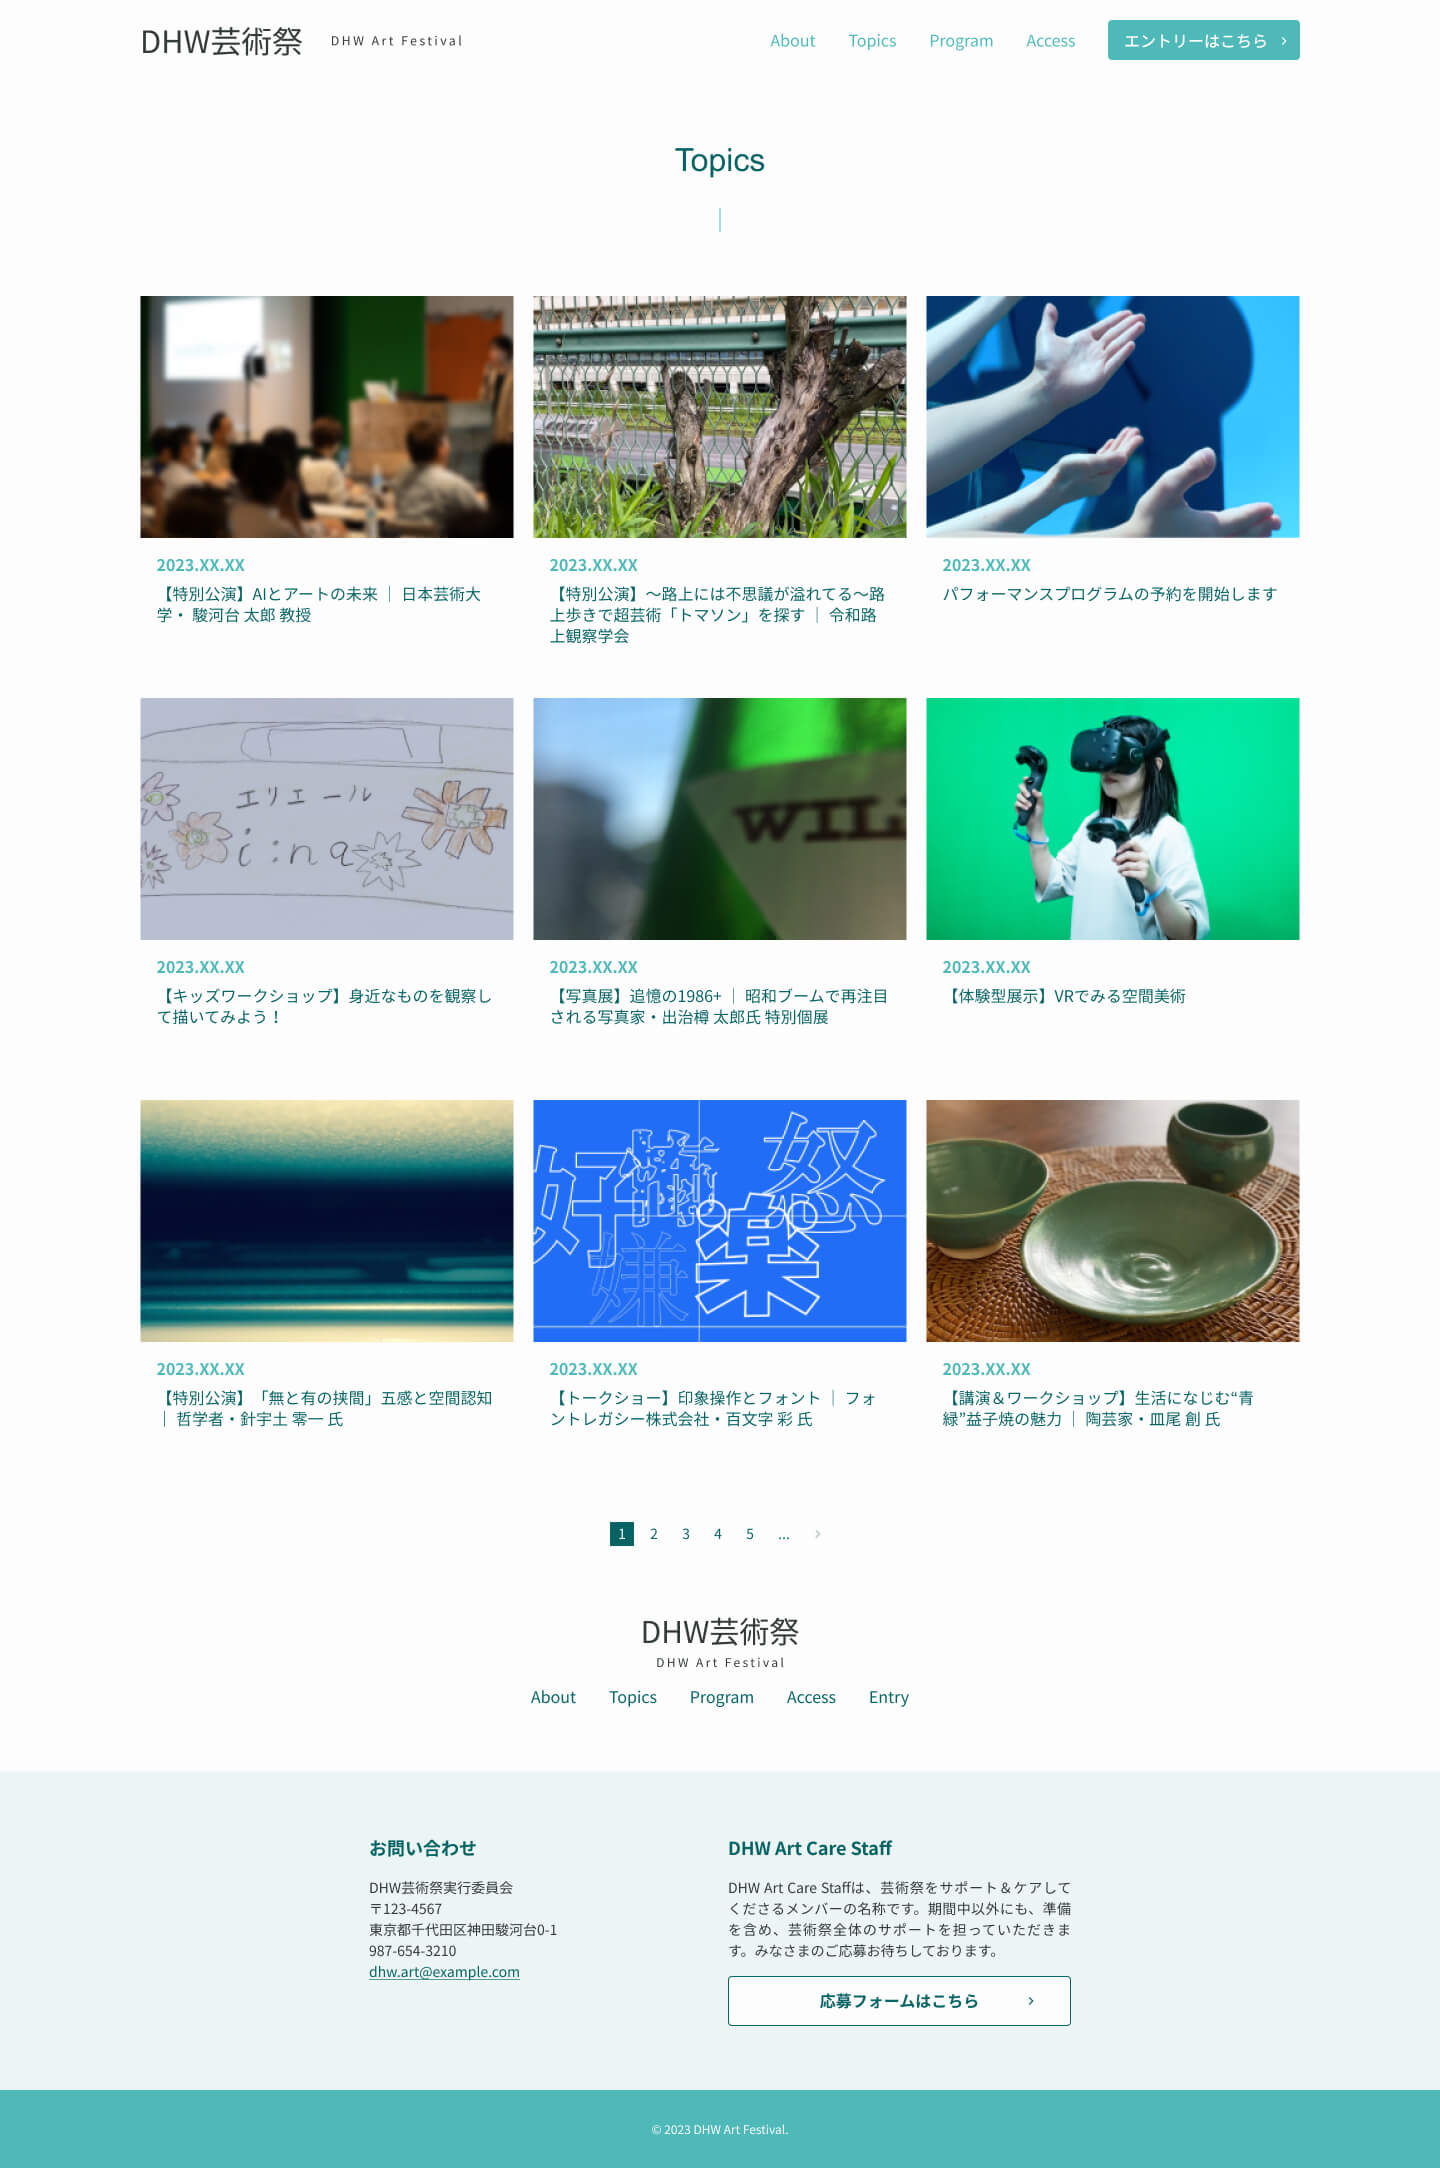 DHW芸術祭 DHW Art Festival About Topics Program Access エントリーはこちら
Topics
2023.XX.XX
【特別公演】AIとアートの未来 ｜ 日本芸術大
学・ 駿河台 太郎 教授
2023.XX.XX
【特別公演】〜路上には不思議が溢れてる〜路
上歩きで超芸術「トマソン」を探す ｜ 令和路
上観察学会
2023.XX.XX
パフォーマンスプログラムの予約を開始します
エリエール
i:na
2023.XX.XX
【キッズワークショップ】身近なものを観察し
て描いてみよう！
WIL
2023.XX.XX
【写真展】追憶の1986+ ｜ 昭和ブームで再注目
される写真家・出治樽 太郎氏 特別個展
2023.XX.XX
【体験型展示】VRでみる空間美術
2023.XX.XX
【特別公演】「無と有の挟間」五感と空間認知
｜ 哲学者・針宇土 零一 氏
好
怒
嫌
楽
2023.XX.XX
【トークショー】印象操作とフォント ｜ フォ
ントレガシー株式会社・百文字 彩 氏
2023.XX.XX
【講演＆ワークショップ】生活になじむ“青
緑”益子焼の魅力 ｜ 陶芸家・皿尾 創 氏
1 2 3 4 5 ...
DHW芸術祭
DHW Art Festival
About Topics Program Access Entry
お問い合わせ
DHW芸術祭実行委員会
〒123-4567
東京都千代田区神田駿河台0-1
987-654-3210
dhw.art@example.com
DHW Art Care Staff
DHW Art Care Staffは、芸術祭をサポート＆ケアして
くださるメンバーの名称です。期間中以外にも、準備
を含め、芸術祭全体のサポートを担っていただきま
す。みなさまのご応募お待ちしております。
応募フォームはこちら
© 2023 DHW Art Festival.